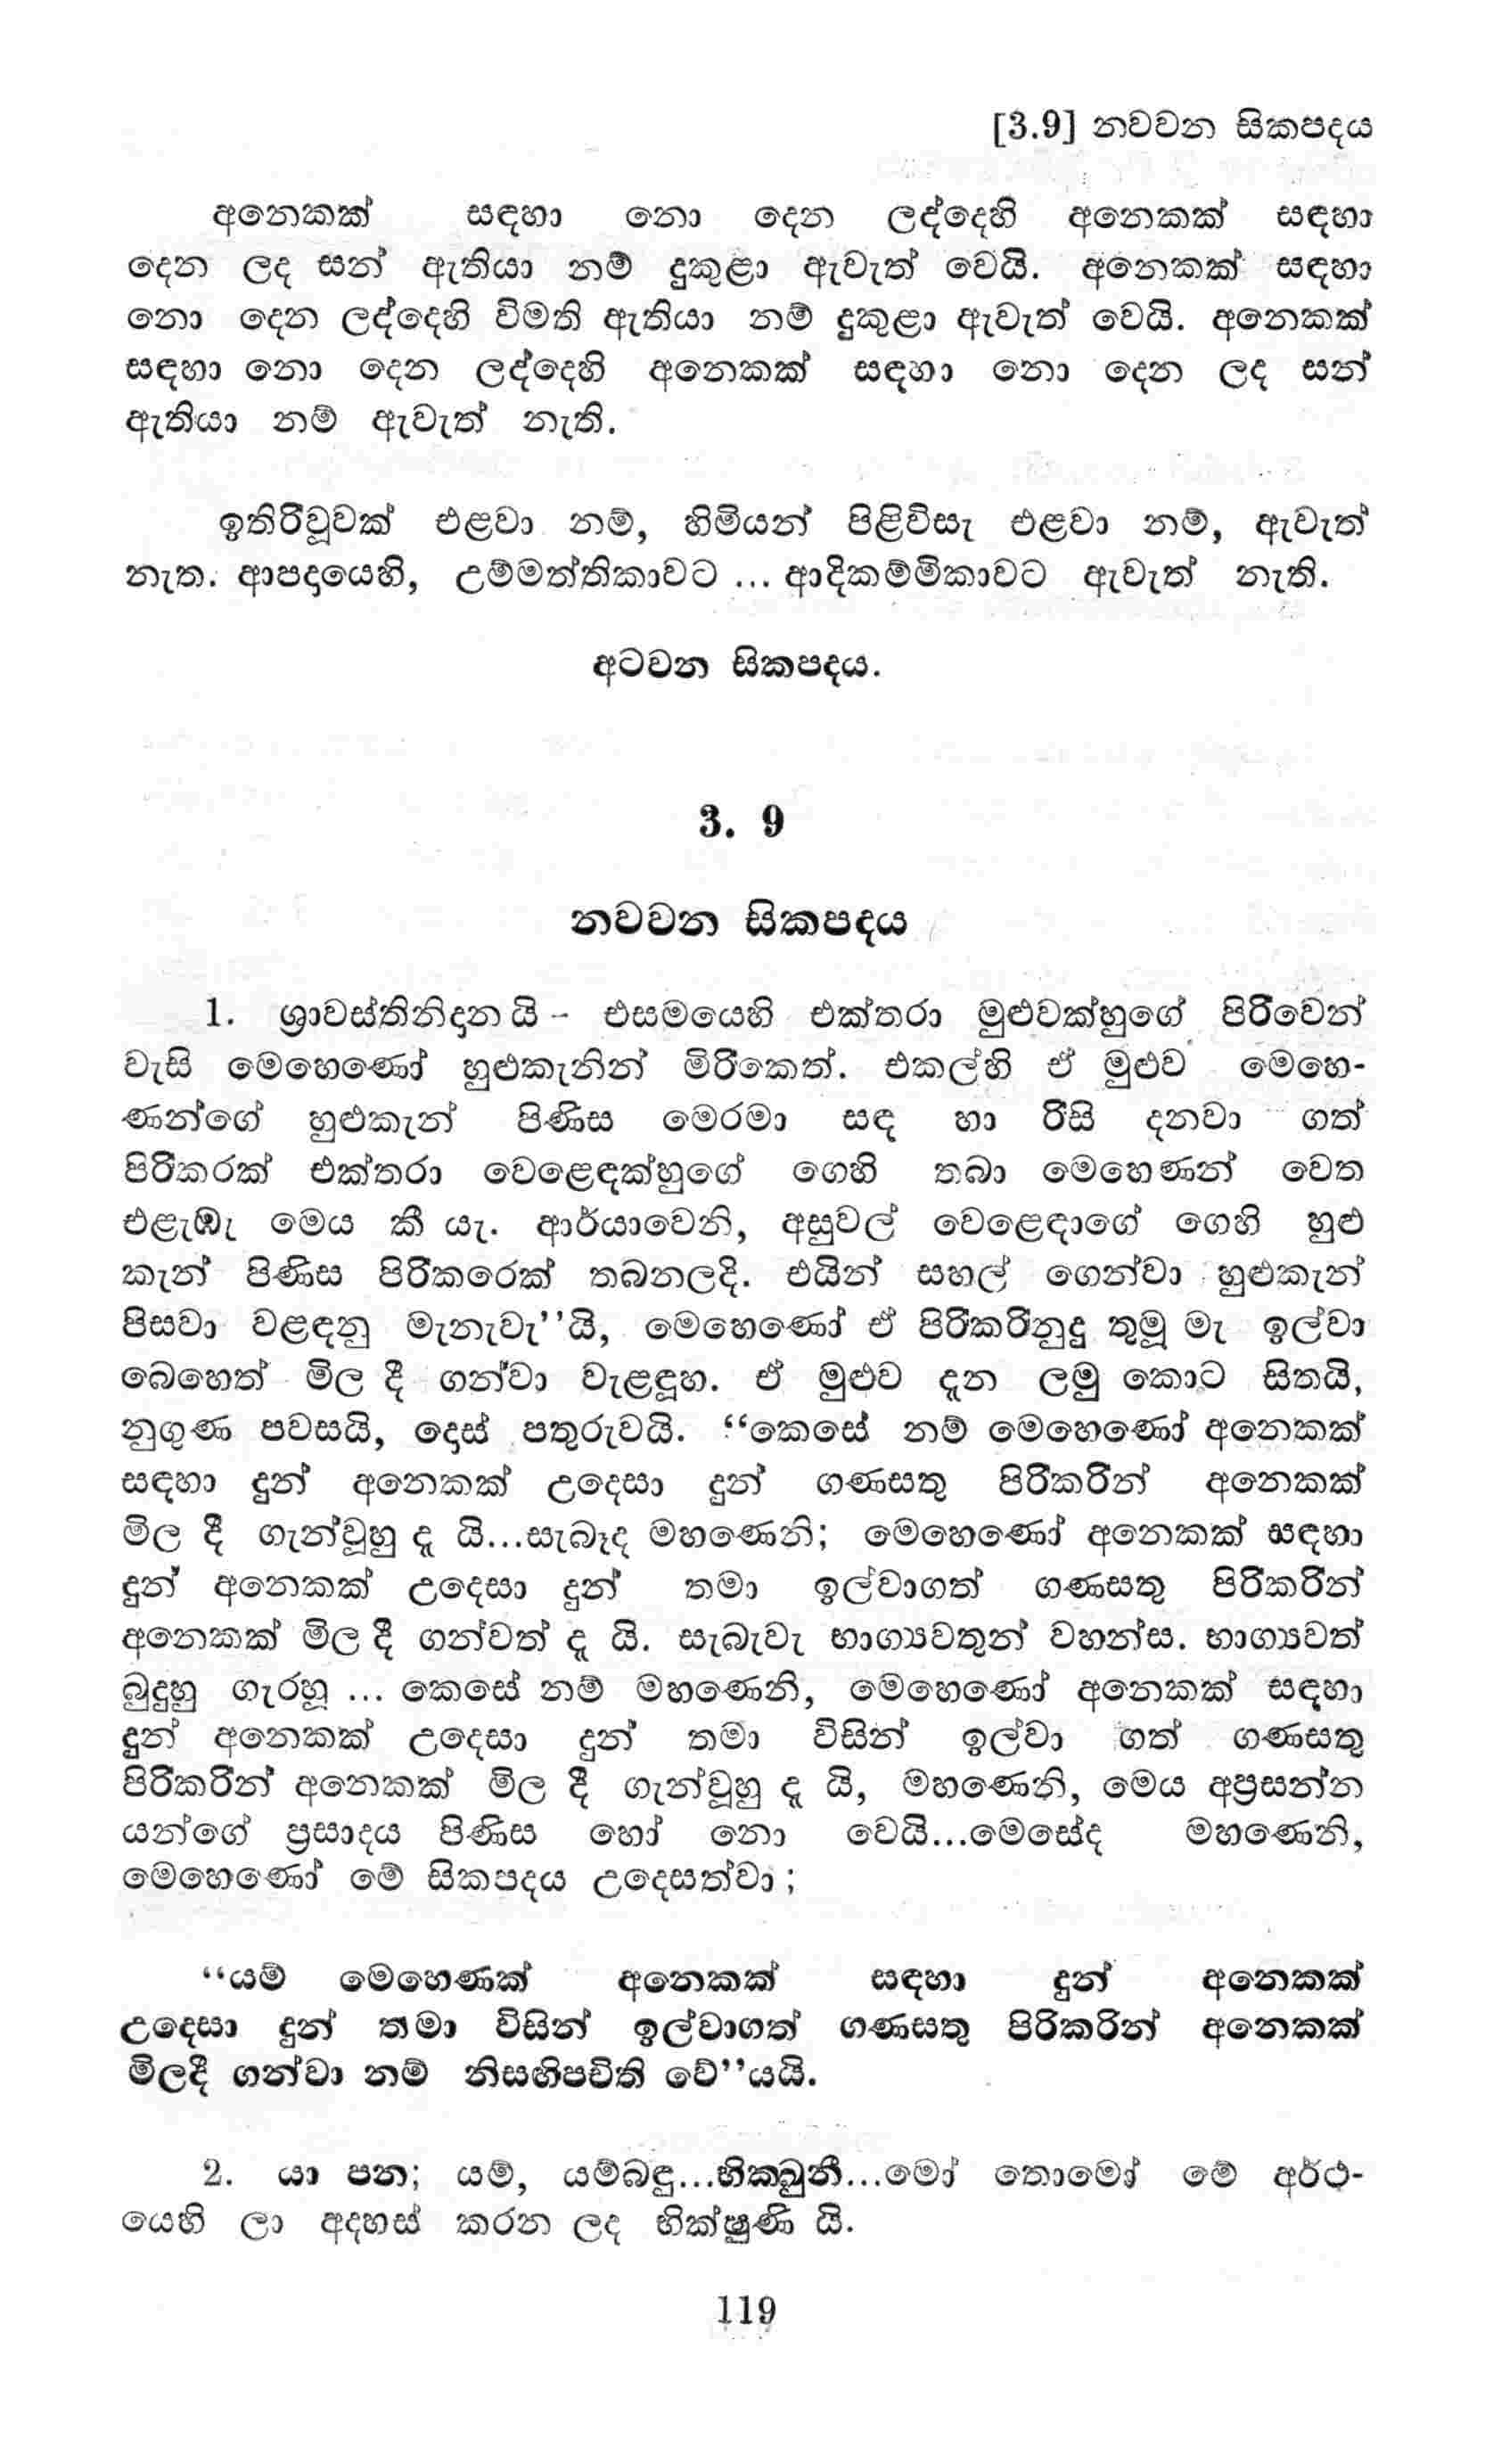 [3.9] නවවන සිකපදය
අනෙකක් සඳහා නො දෙන ලද්දෙහි අනෙකක් සඳහා
දෙන ලද සන් ඇතියා නම් දුකුළා ඇවැත් වෙයි. අනෙකක් සඳහා
නො දෙන ලද්දෙහි විමති ඇතියා නම් දුකුළා ඇවැත් වෙයි. අනෙකක්
සඳහා නො දෙන ලද්දෙහි අනෙකක් සඳහා නො දෙන ලද සන්
ඇතියා නම් ඇවැත් නැති.
ඉතිරිවූවක් එළවා නම්, හිමියන් පිළිවිසැ එළවා නම්, ඇවැත්
නැත. ආපදායෙහි, උම්මත්තිකාවට ... ආදිකම්මිකාවට ඇවැත් නැති.
අටවන සිකපදය.
3. 9
නවවන සිකපදය
1. ශ්‍රාවස්තිනිදාන යි - එසමයෙහි එක්තරා මුළුවක්හුගේ පිරිවෙන්
වැසි මෙහෙණෝ හුළුකැනින් මිරිකෙත්. එකල්හි ඒ මුළුව මෙහෙ-
ණන්ගේ හුළුකැන් පිණිස මෙරමා සඳ හා රිසි දනවා ගත්
පිරිකරක් එක්තරා වෙළෙඳක්හුගේ ගෙහි තබා මෙහෙණන් වෙත
එළැඹැ මෙය කී යැ. ආර්යාවෙනි, අසුවල් වෙළෙඳාගේ ගෙහි හුළු
කැන් පිණිස පිරිකරෙක් තබනලදි. එයින් සහල් ගෙන්වා හුළුකැන්
පිසවා වළඳනු මැනැවැ’’යි, මෙහෙණෝ ඒ පිරිකරිනුදු තුමූ මැ ඉල්වා
බෙහෙත් මිල දී ගන්වා වැළඳූහ. ඒ මුළුව දැන ලමු කොට සිතයි,
නුගුණ පවසයි, දොස් පතුරුවයි. ‘‘කෙසේ නම් මෙහෙණෝ අනෙකක්
සඳහා දුන් අනෙකක් උදෙසා දුන් ගණසතු පිරිකරින් අනෙකක්
මිල දී ගැන්වූහු ද යි...සැබෑද මහණෙනි; මෙහෙණෝ අනෙකක් සඳහා
දුන් අනෙකක් උදෙසා දුන් තමා ඉල්වාගත් ගණසතු පිරිකරින්
අනෙකක් මිල දී ගන්වත් ද යි. සැබැවැ භාග්‍යවතුන් වහන්ස. භාග්‍යවත්
බුදුහු ගැරහූ ... කෙසේ නම් මහණෙනි, මෙහෙණෝ අනෙකක් සඳහා
දුන් අනෙකක් උදෙසා දුන් තමා විසින් ඉල්වා ගත් ගණසතු
පිරිකරින් අනෙකක් මිල දී ගැන්වූහු ද යි, මහණෙනි, මෙය අප්‍රසන්න
යන්ගේ ප්‍රසාදය පිණිස හෝ නො වෙයි...මෙසේද මහණෙනි,
මෙහෙණෝ මේ සිකපදය උදෙසත්වා ;
‘‘යම් මෙහෙණක් අනෙකක් සඳහා දුන් අනෙකක්
උදෙසා දුන් තමා විසින් ඉල්වාගත් ගණසතු පිරිකරින් අනෙකක්
මිලදී ගන්වා නම් නිසඟිපචිති වේ’’යයි.
2. යා පන; යම්, යම්බඳු...භික්ඛුනී...මෝ තොමෝ මේ අර්ථ-
යෙහි ලා අදහස් කරන ලද භික්ෂුණි යි.
119